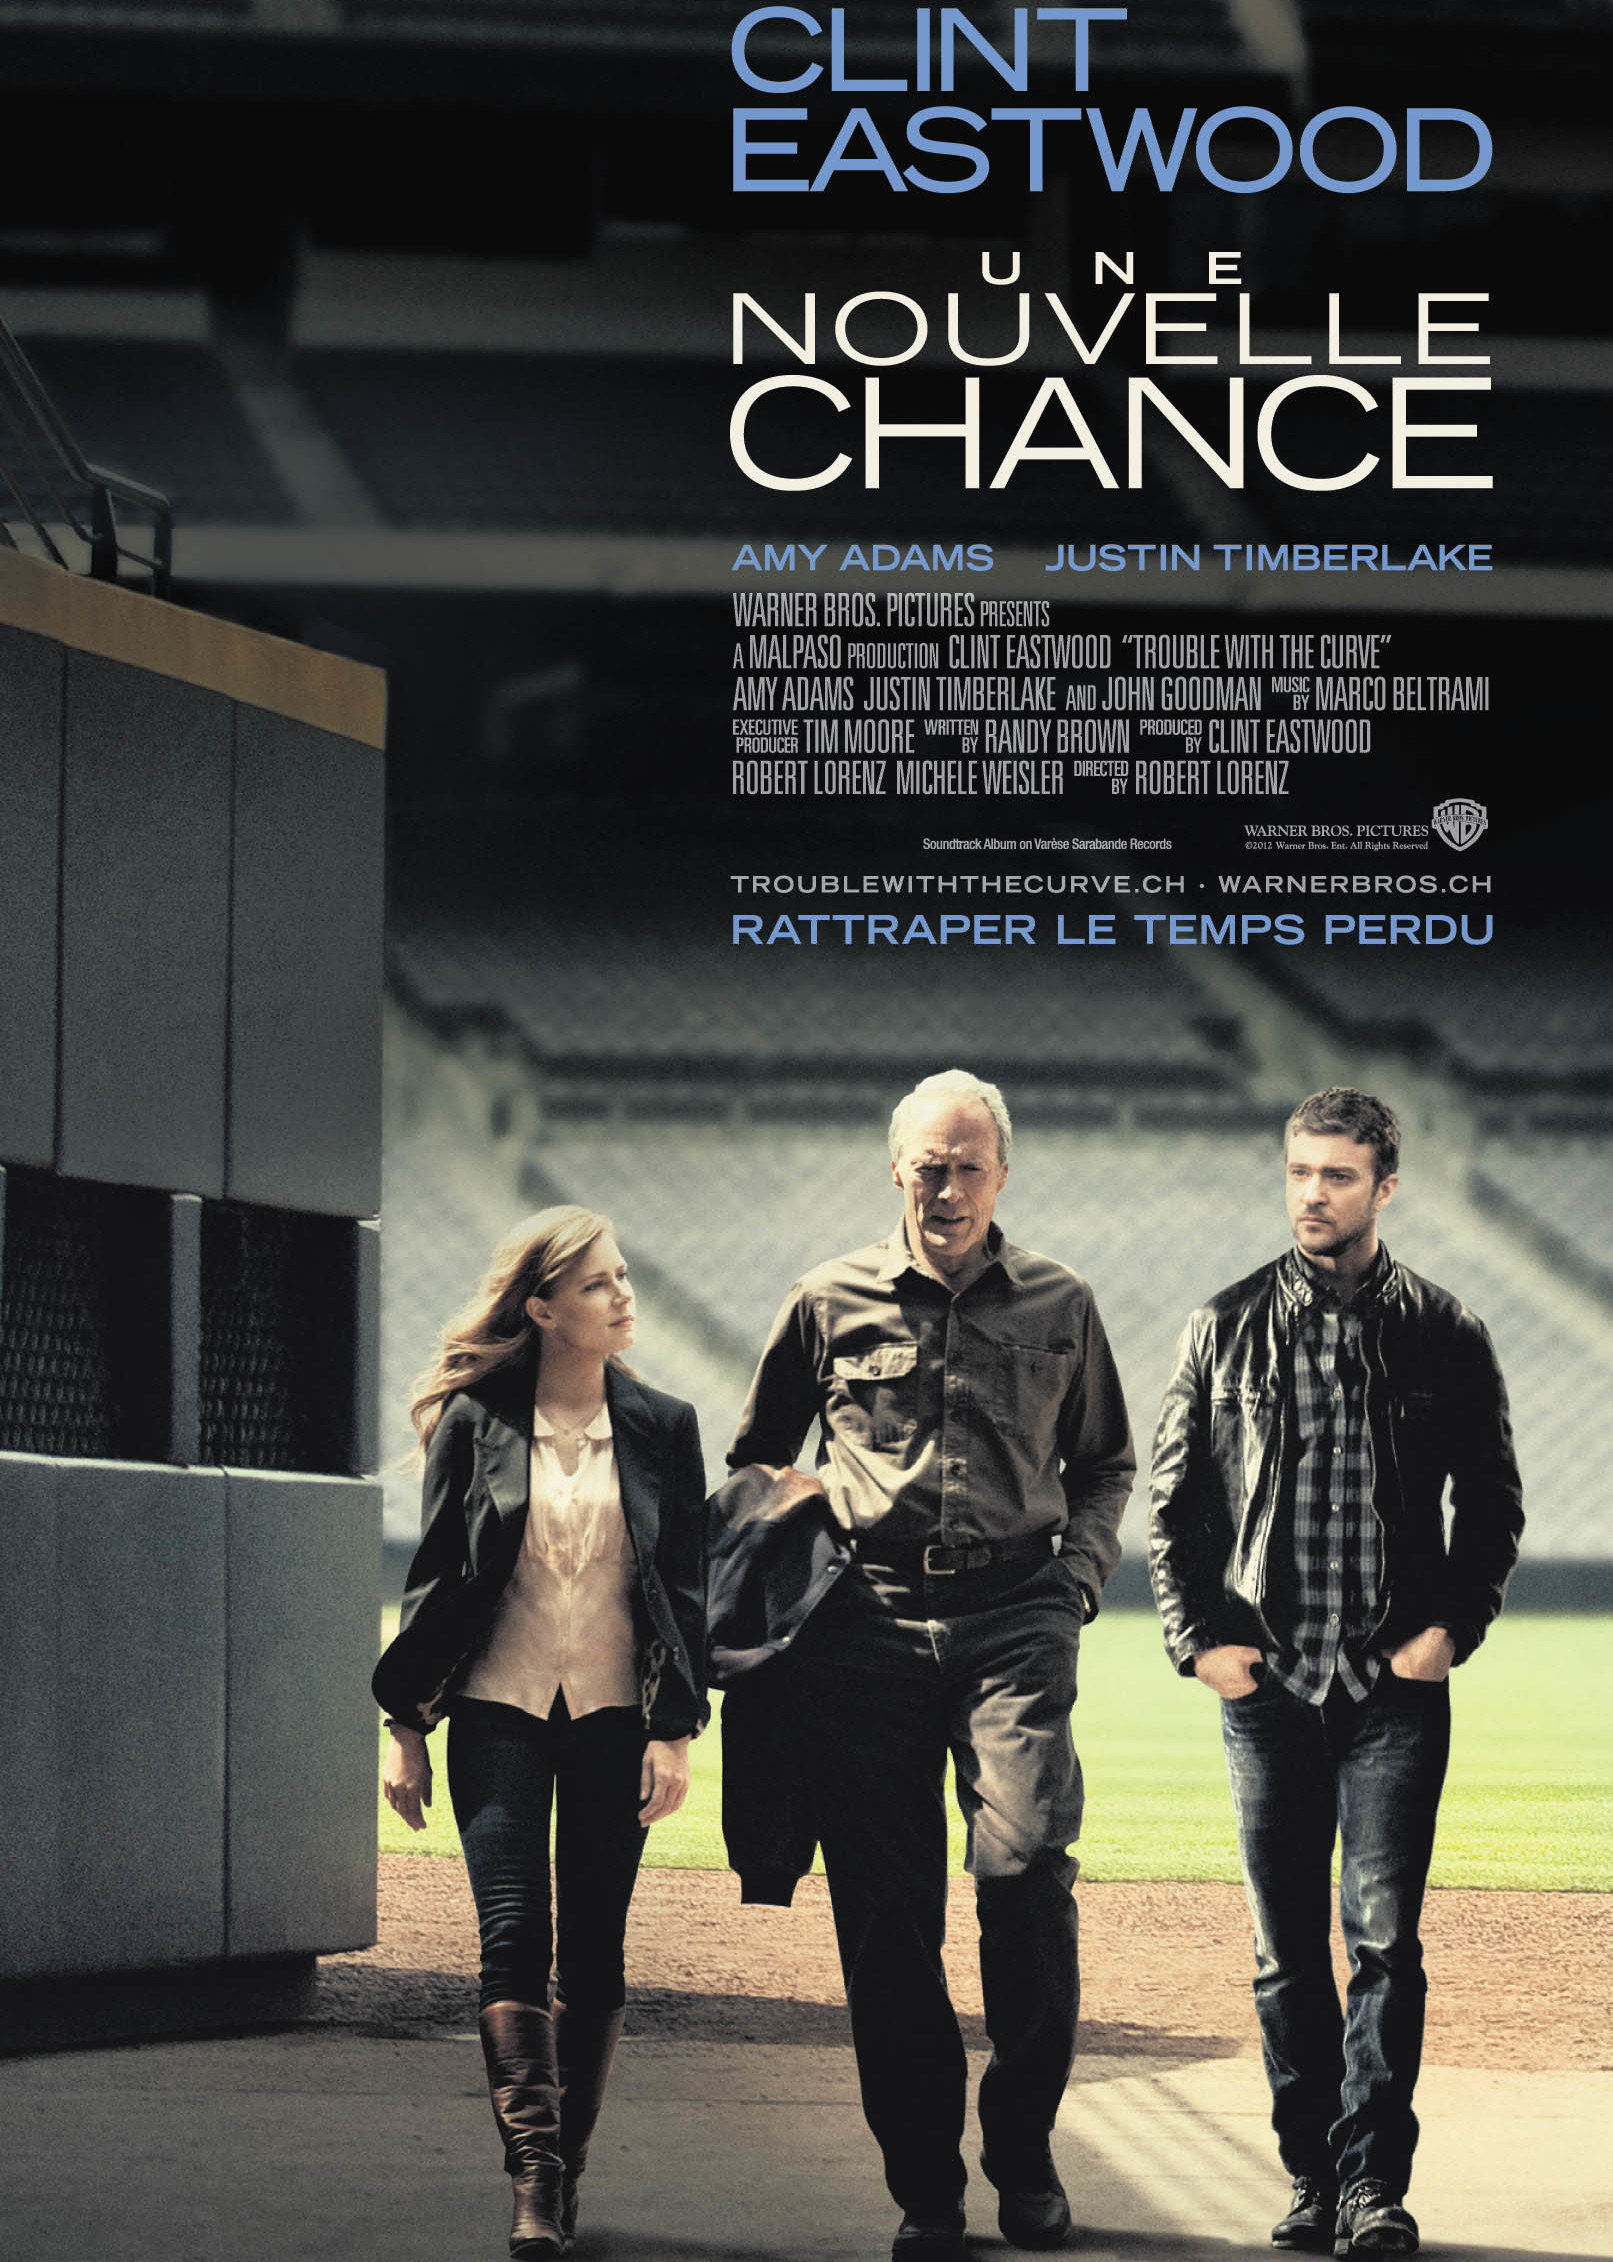 CLINT
EASTWOOD
UNE
NOUVELLE
CHANCE
AMY ADAMS JUSTIN TIMBERLAKE
WARNER BROS. PICTURES PRESENTS
A MALPASO PRODUCTION CLINT EASTWOOD “TROUBLE WITH THE CURVE”
AMY ADAMS JUSTIN TIMBERLAKE AND JOHN GOODMAN MUSIC BY MARCO BELTRAMI
EXECUTIVE PRODUCER TIM MOORE WRITTEN BY RANDY BROWN PRODUCED BY CLINT EASTWOOD
ROBERT LORENZ MICHELE WEISLER DIRECTED BY ROBERT LORENZ
Soundtrack Album on Varèse Sarabande Records
WARNER BROS. PICTURES
©2012 Warner Bros. Ent. All Rights Reserved
TROUBLEWITHTHECURVE.CH · WARNERBROS.CH
RATTRAPER LE TEMPS PERDU